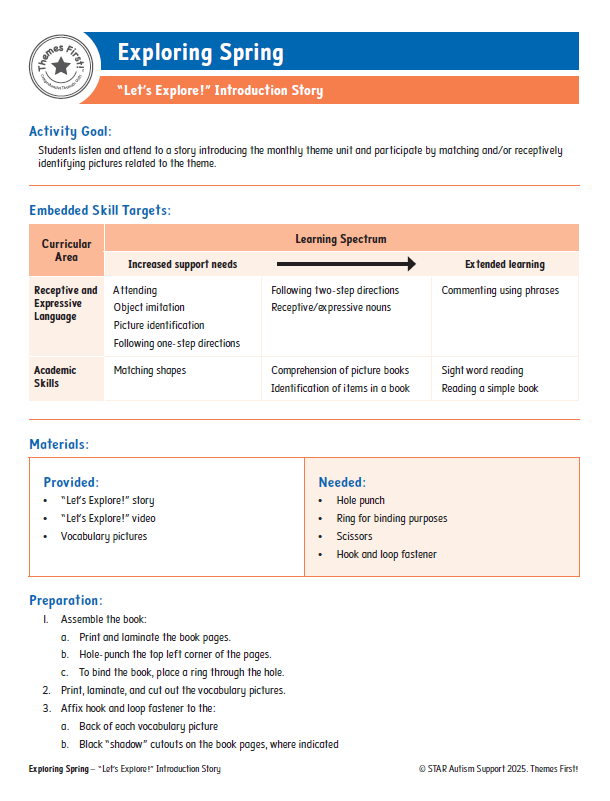 Themes First!
Comprehensive Thematic Units
Exploring Spring
“Let’s Explore!” Introduction Story
Activity Goal:
Students listen and attend to a story introducing the monthly theme unit and participate by matching and/or receptively
identifying pictures related to the theme.
Embedded Skill Targets:
Curricular Area
Learning Spectrum
Increased support needs
Extended learning
Receptive and Expressive Language
Attending
Object imitation
Picture identification
Following one-step directions
Following two-step directions
Receptive/expressive nouns
Commenting using phrases
Academic Skills
Matching shapes
Comprehension of picture books
Identification of items in a book
Sight word reading
Reading a simple book
Materials:
Provided:
• “Let’s Explore!” story
• “Let’s Explore!” video
• Vocabulary pictures
Needed:
• Hole punch
• Ring for binding purposes
• Scissors
• Hook and loop fastener
Preparation:
1. Assemble the book:
a. Print and laminate the book pages.
b. Hole-punch the top left corner of the pages.
c. To bind the book, place a ring through the hole.
2. Print, laminate, and cut out the vocabulary pictures.
3. Affix hook and loop fastener to the:
a. Back of each vocabulary picture
b. Black “shadow” cutouts on the book pages, where indicated
Exploring Spring – “Let’s Explore!” Introduction Story
© STAR Autism Support 2025. Themes First!